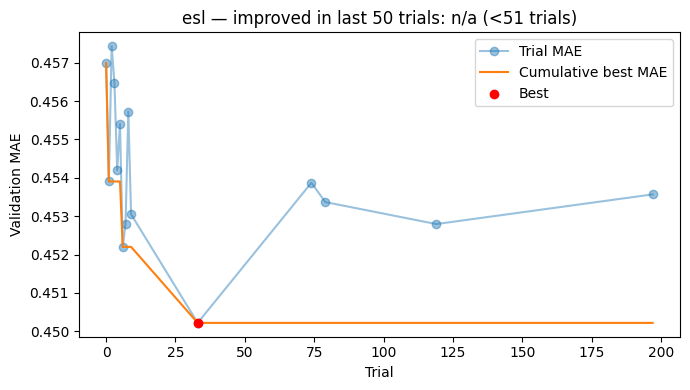 esl — improved in last 50 trials: n/a (<51 trials)
Trial MAE
Cumulative best MAE
Best
Validation MAE
0.457
0.456
0.455
0.454
0.453
0.452
0.451
0.450
0 25 50 75 100 125 150 175 200
Trial